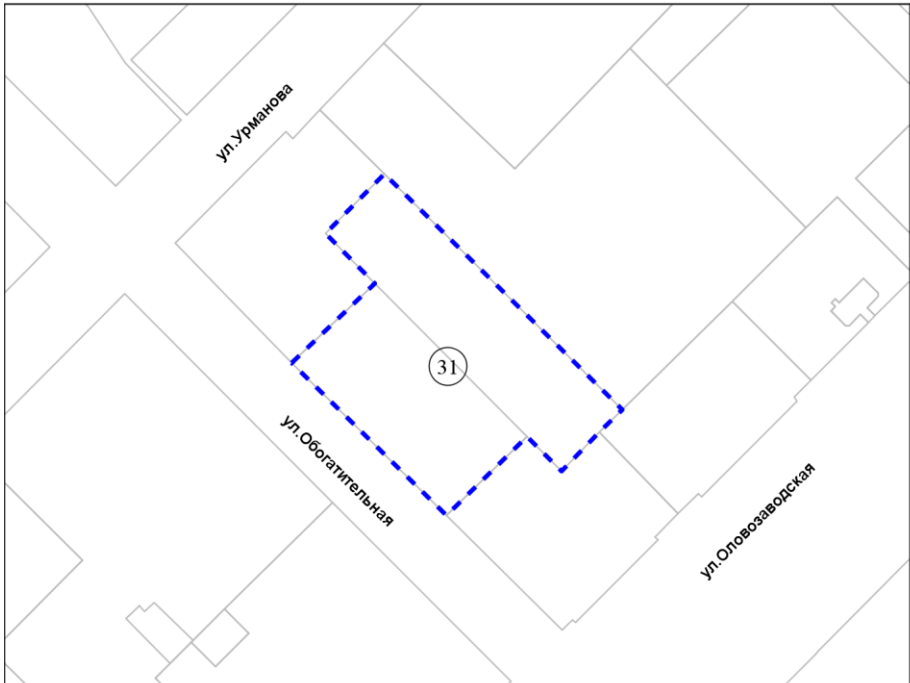 ул.Урманова
31
ул.Обогатительная
ул.Оловозаводская